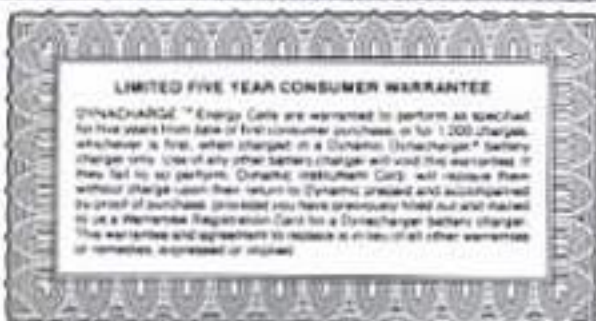 LIMITED FIVE YEAR CONSUMER WARRANTEE
DYNACHARGE ™ Energy Cells are warranted to perform as specified
for five years from date of first consumer purchase, or for 1,000 charges,
whichever is first, when charged in a Dynamic Dynacharger® battery
charger only. Use of any other battery charger will void this warrantee. If
they fail to so perform, Dynamic Instrument Corp. will replace them
without charge upon their return to Dynamic prepaid and accompanied
by proof of purchase, provided you have previously filled out and mailed
to us a Warrantee Registration Card for a Dynacharger battery charger.
This warrantee and agreement to replace is in lieu of all other warrantees
or remedies, expressed or implied.